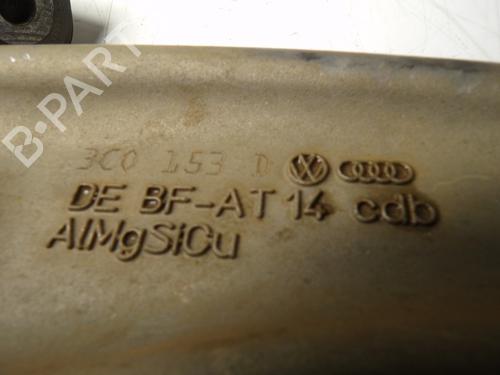 B-PARTS
3C0 153 D
DE BF-AT 14 cdb
AlMgSiCu